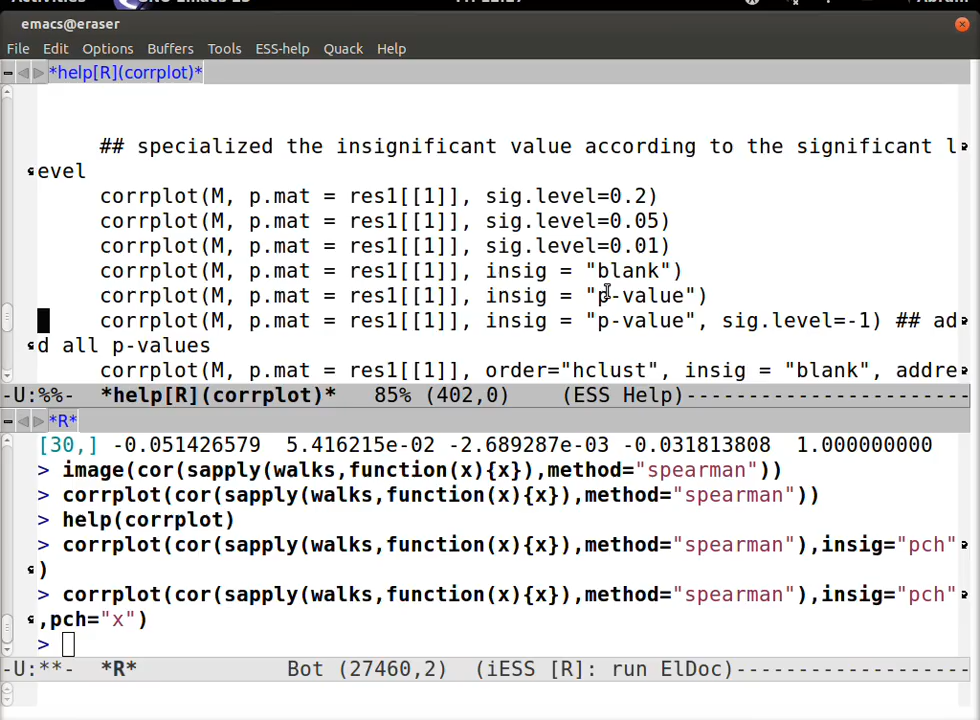 emacs@eraser
File Edit Options Buffers Tools ESS-help Quack Help
*help[R](corrplot)*
## specialized the insignificant value according to the significant l
evel
corrplot(M, p.mat = res1[[1]], sig.level=0.2)
corrplot(M, p.mat = res1[[1]], sig.level=0.05)
corrplot(M, p.mat = res1[[1]], sig.level=0.01)
corrplot(M, p.mat = res1[[1]], insig = "blank")
corrplot(M, p.mat = res1[[1]], insig = "p-value")
corrplot(M, p.mat = res1[[1]], insig = "p-value", sig.level=-1) ## ad
d all p-values
corrplot(M, p.mat = res1[[1]], order="hclust", insig = "blank", addre
-U:%%- *help[R](corrplot)* 85% (402,0) (ESS Help)----------------------
*R*
[30,] -0.051426579 5.416215e-02 -2.689287e-03 -0.031813808 1.000000000
> image(cor(sapply(walks,function(x){x}),method="spearman"))
> corrplot(cor(sapply(walks,function(x){x}),method="spearman"))
> help(corrplot)
> corrplot(cor(sapply(walks,function(x){x}),method="spearman"),insig="pch"
)
> corrplot(cor(sapply(walks,function(x){x}),method="spearman"),insig="pch"
,pch="x")
>
-U:**- *R* Bot (27460,2) (iESS [R]: run ElDoc)-------------------